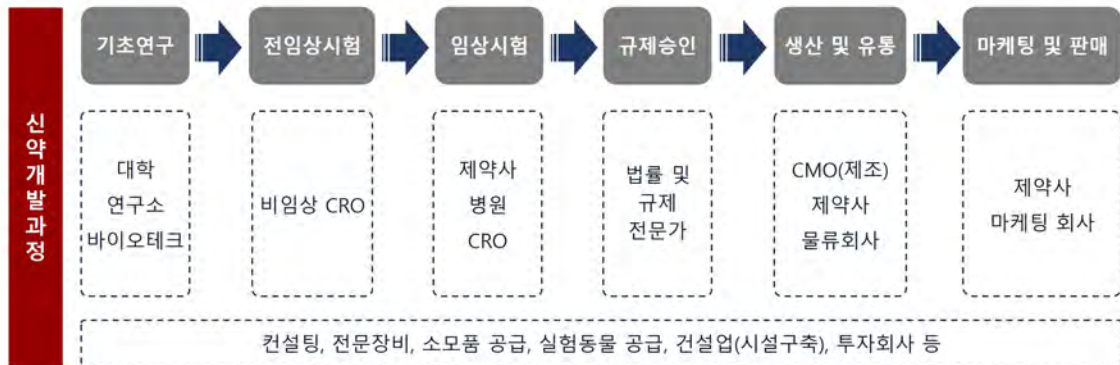 신약개발과정
기초연구
전임상시험
임상시험
규제승인
생산 및 유통
마케팅 및 판매
대학
연구소
바이오테크
비임상 CRO
제약사
병원
CRO
법률 및
규제
전문가
CMO(제조)
제약사
물류회사
제약사
마케팅 회사
컨설팅, 전문장비, 소모품 공급, 실험동물 공급, 건설업(시설구축), 투자회사 등